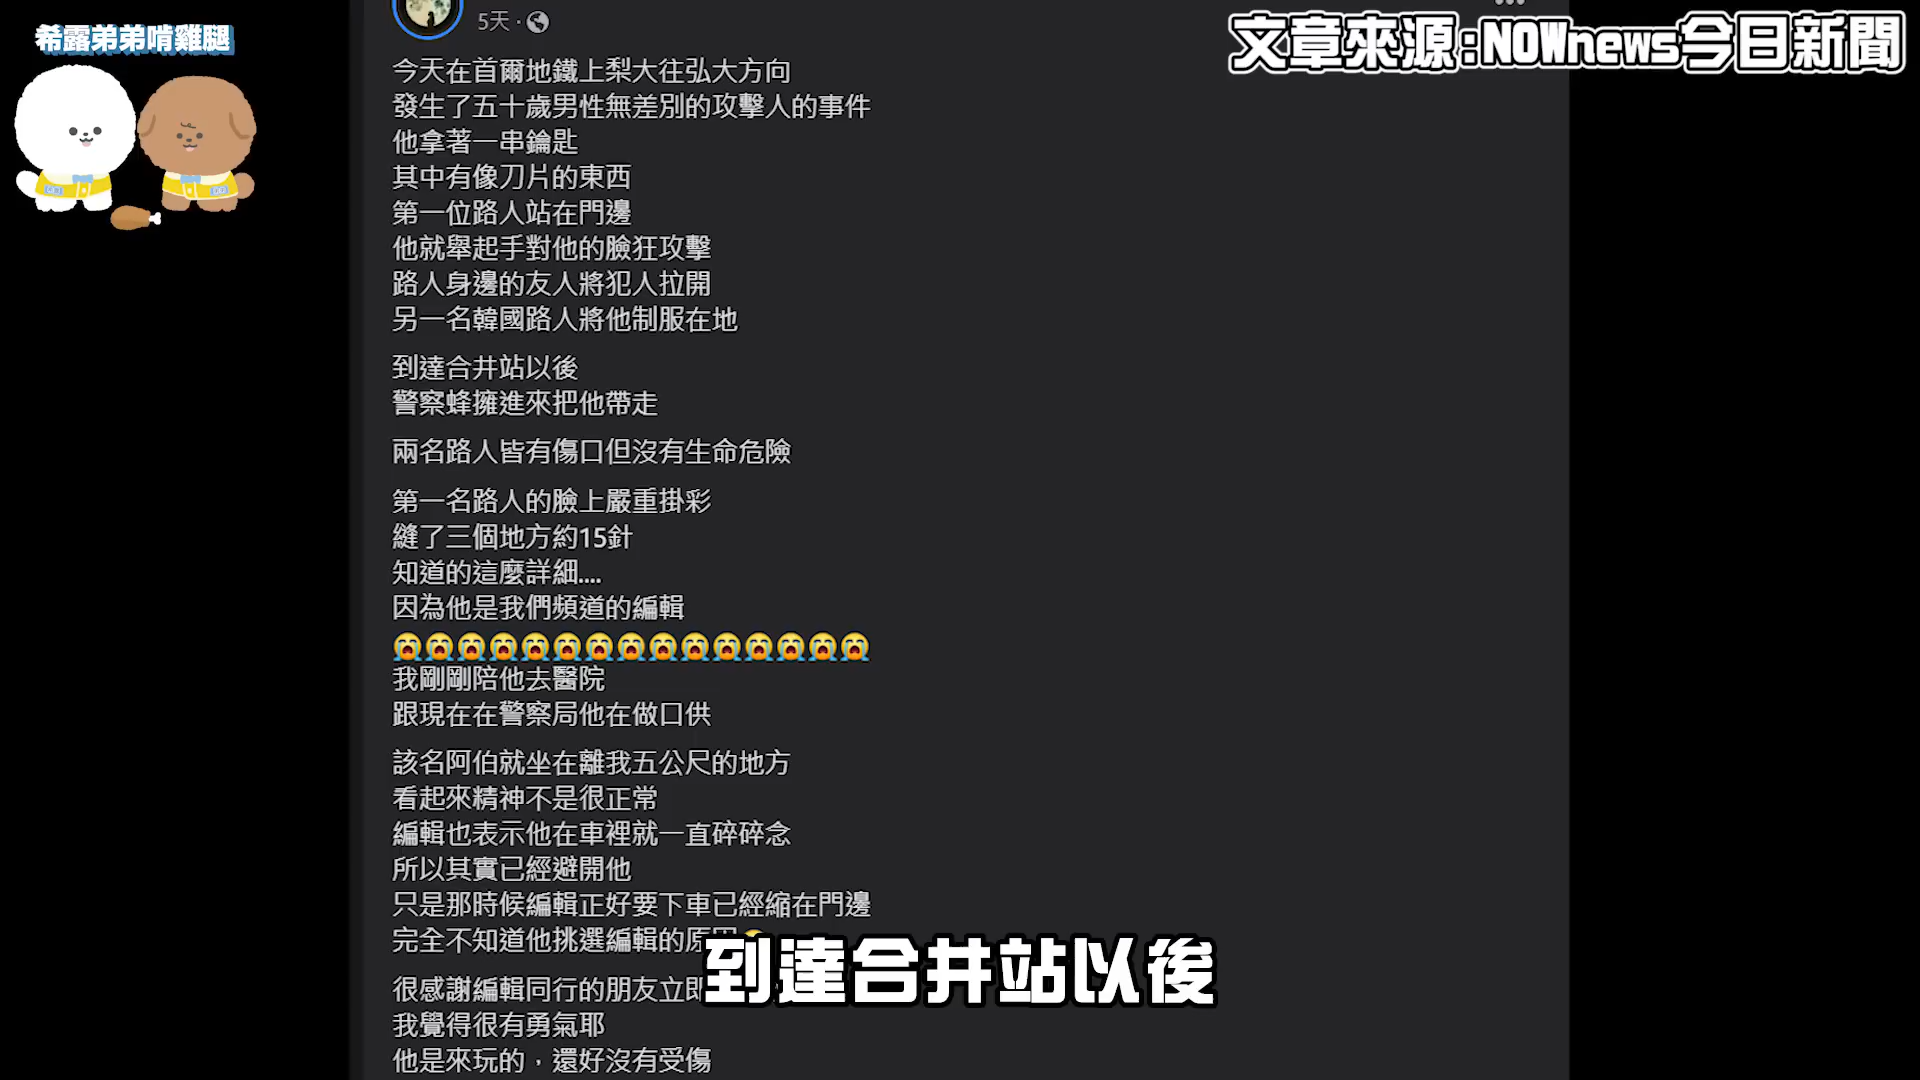 希露弟弟啃雞腿
文章來源:NOWnews今日新聞
5天
今天在首爾地鐵上梨大往弘大方向
發生了五十歲男性無差別的攻擊人的事件
他拿著一串鑰匙
其中有像刀片的東西
第一位路人站在門邊
他就舉起手對他的臉狂攻擊
路人身邊的友人將犯人拉開
另一名韓國路人將他制服在地
到達合井站以後
警察蜂擁進來把他帶走
兩名路人皆有傷口但沒有生命危險
第一名路人的臉上嚴重掛彩
縫了三個地方約15針
知道的這麼詳細....
因為他是我們頻道的編輯
😭😭😭😭😭😭😭😭😭😭😭😭😭😭😭
我剛剛陪他去醫院
跟現在在警察局他在做口供
該名阿伯就坐在離我五公尺的地方
看起來精神不是很正常
編輯也表示他在車裡就一直碎碎念
所以其實已經避開他
只是那時候編輯正好要下車已經縮在門邊
完全不知道他挑選編輯的原因
很感謝編輯同行的朋友立即
到達合井站以後
我覺得很有勇氣耶
他是來玩的，還好沒有受傷